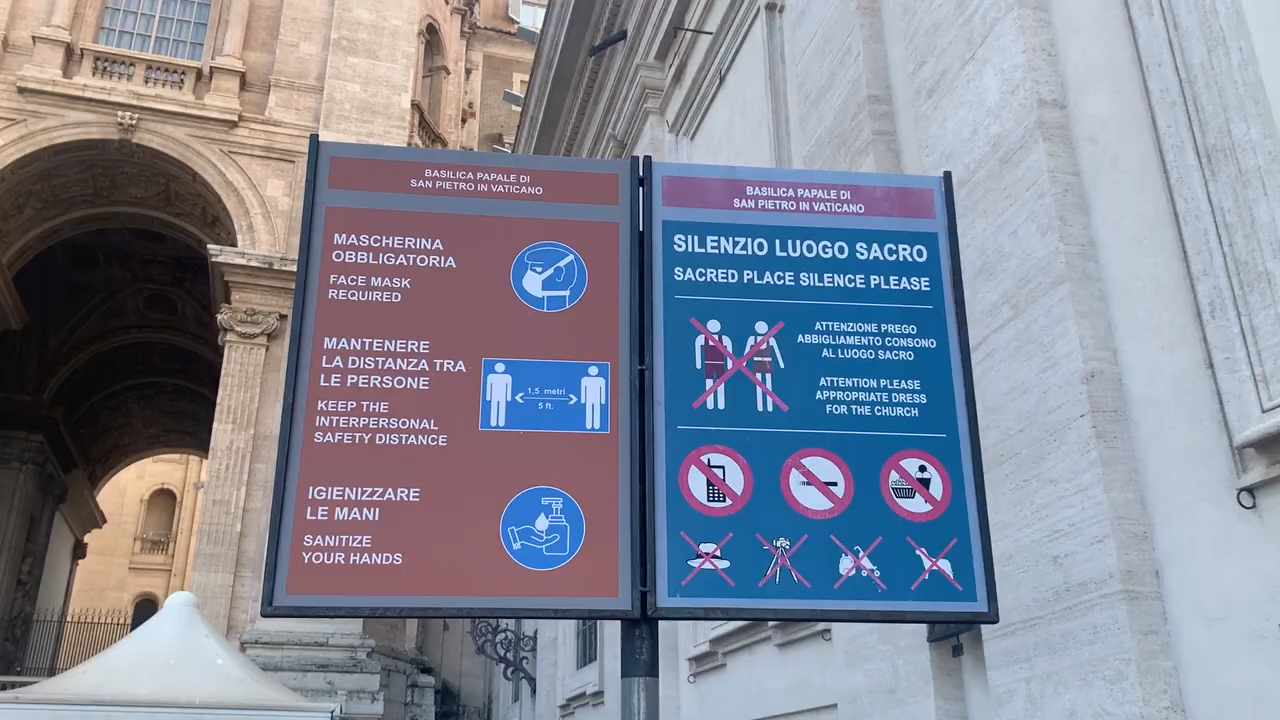 BASILICA PAPALE DI
SAN PIETRO IN VATICANO
MASCHERINA
OBBLIGATORIA
FACE MASK
REQUIRED
MANTENERE
LA DISTANZA TRA
LE PERSONE
KEEP THE
INTERPERSONAL
SAFETY DISTANCE
1,5 metri
5 ft.
IGIENIZZARE
LE MANI
SANITIZE
YOUR HANDS
BASILICA PAPALE DI
SAN PIETRO IN VATICANO
SILENZIO LUOGO SACRO
SACRED PLACE SILENCE PLEASE
ATTENZIONE PREGO
ABBIGLIAMENTO CONSONO
AL LUOGO SACRO
ATTENTION PLEASE
APPROPRIATE DRESS
FOR THE CHURCH